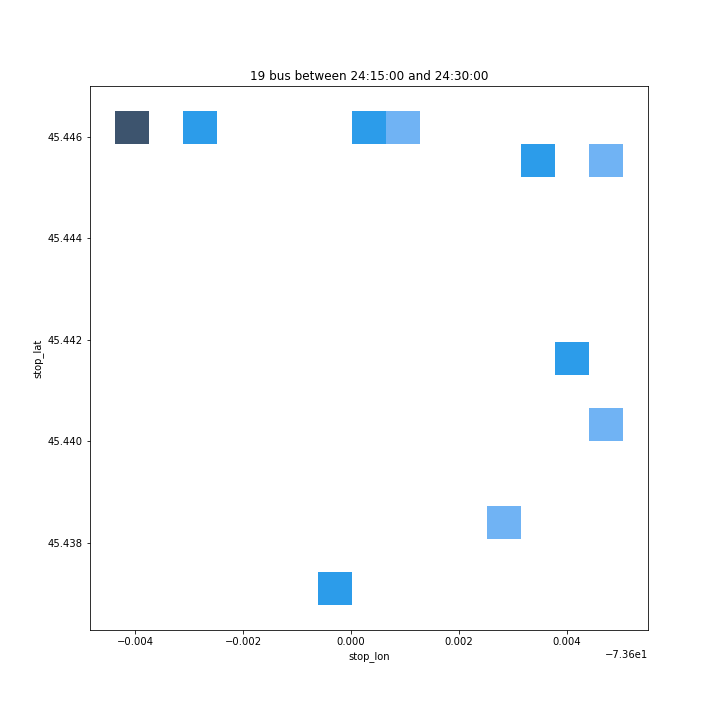 19 bus between 24:15:00 and 24:30:00
45.446
45.444
45.442
45.440
45.438
stop_lat
−0.004 −0.002 0.000 0.002 0.004
−7.36e1
stop_lon